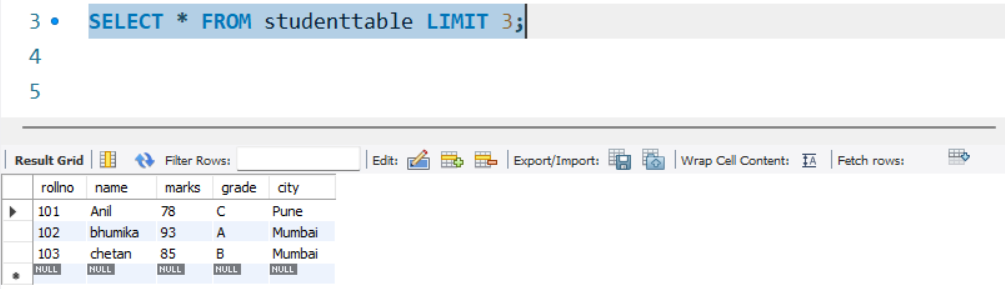 3 SELECT * FROM studenttable LIMIT 3;
4
5
Result Grid Filter Rows: Edit: Export/Import: Wrap Cell Content: IA Fetch rows:
rollno name marks grade city
101 Anil 78 C Pune
102 bhumika 93 A Mumbai
103 chetan 85 B Mumbai
NULL NULL NULL NULL NULL